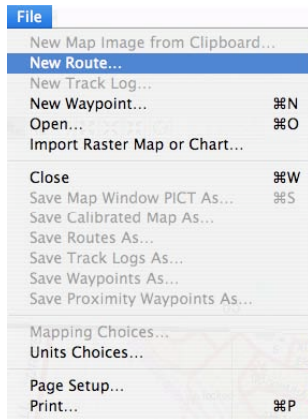 File
New Map Image from Clipboard...
New Route...
New Track Log...
New Waypoint... ⌘N
Open... ⌘O
Import Raster Map or Chart...
Close ⌘W
Save Map Window PICT As... ⌘S
Save Calibrated Map As...
Save Routes As...
Save Track Logs As...
Save Waypoints As...
Save Proximity Waypoints As...
Mapping Choices...
Units Choices...
Page Setup...
Print... ⌘P